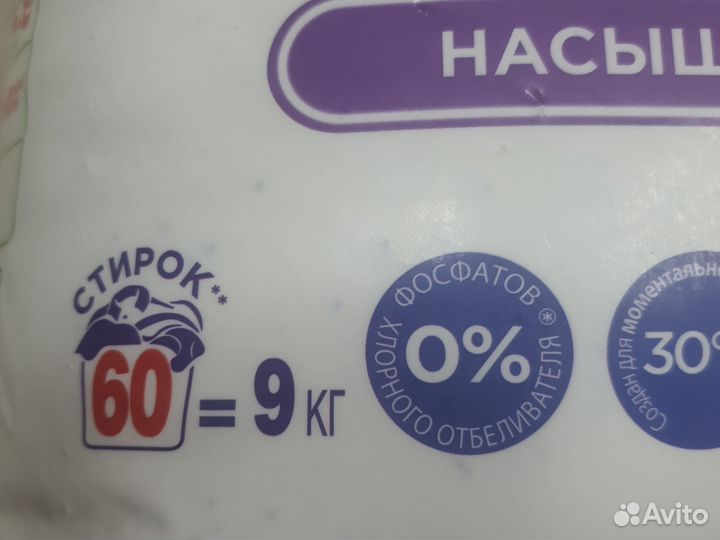 НАСЫЩ
СТИРОК**
60 = 9 КГ
ФОСФАТОВ
0%
ХЛОРНОГО ОТБЕЛИВАТЕЛЯ *
Создан для моментально
30°
Avito